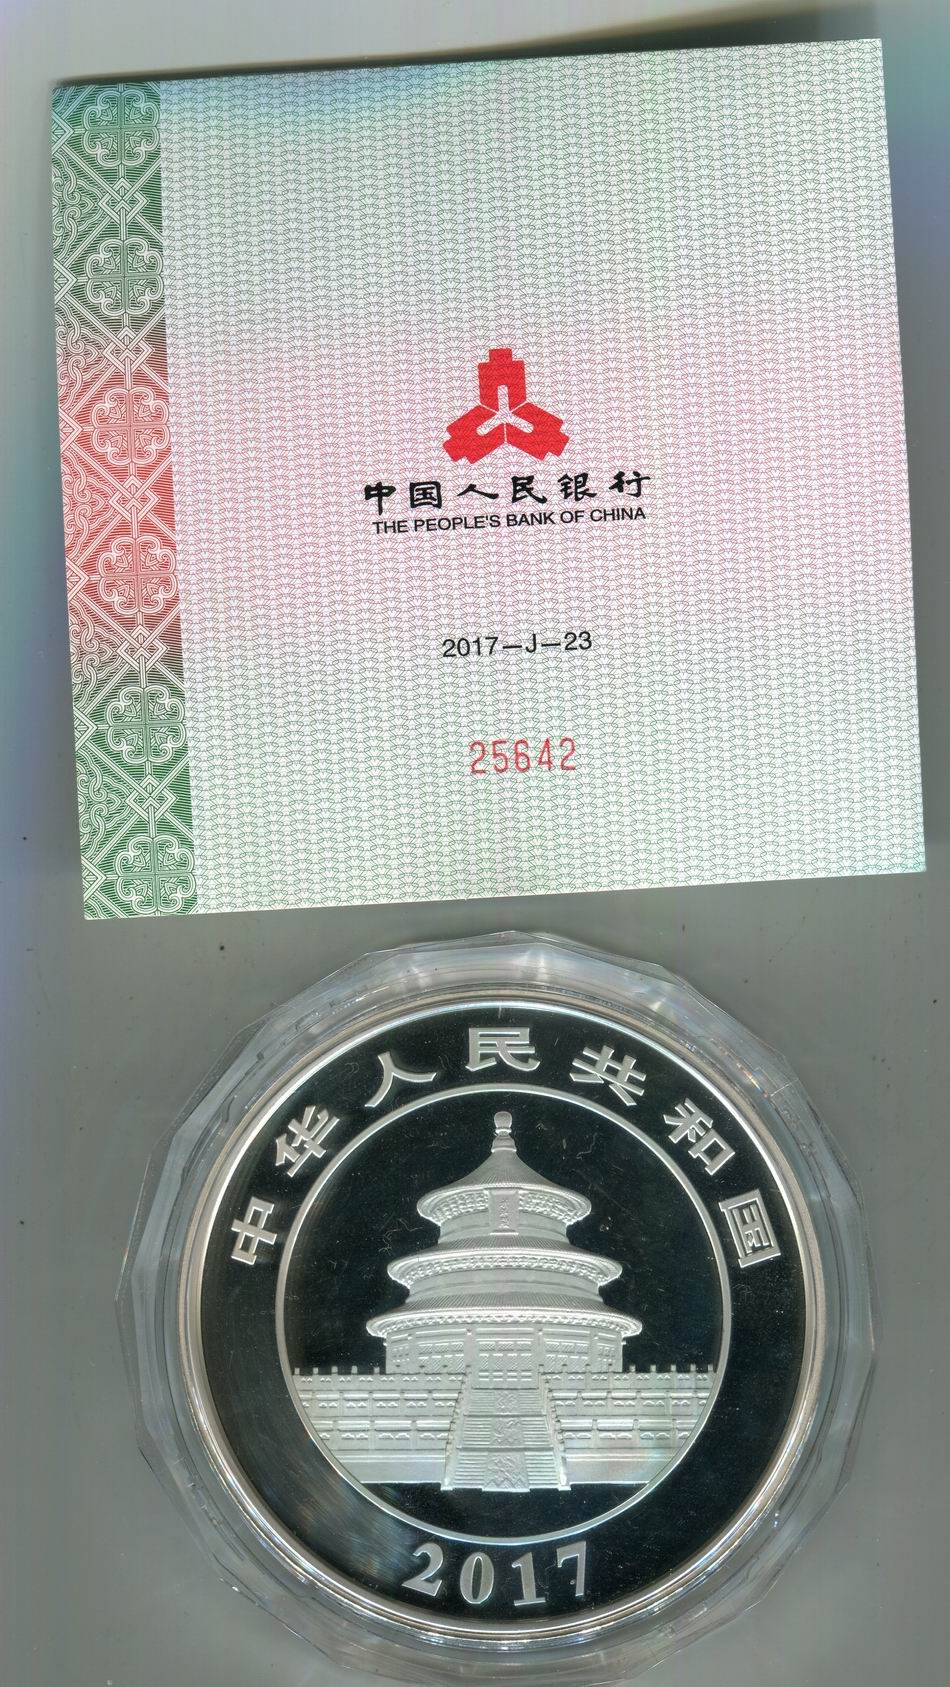 中国人民银行
THE PEOPLE'S BANK OF CHINA
2017—J—23
25642
中华人民共和国
2017